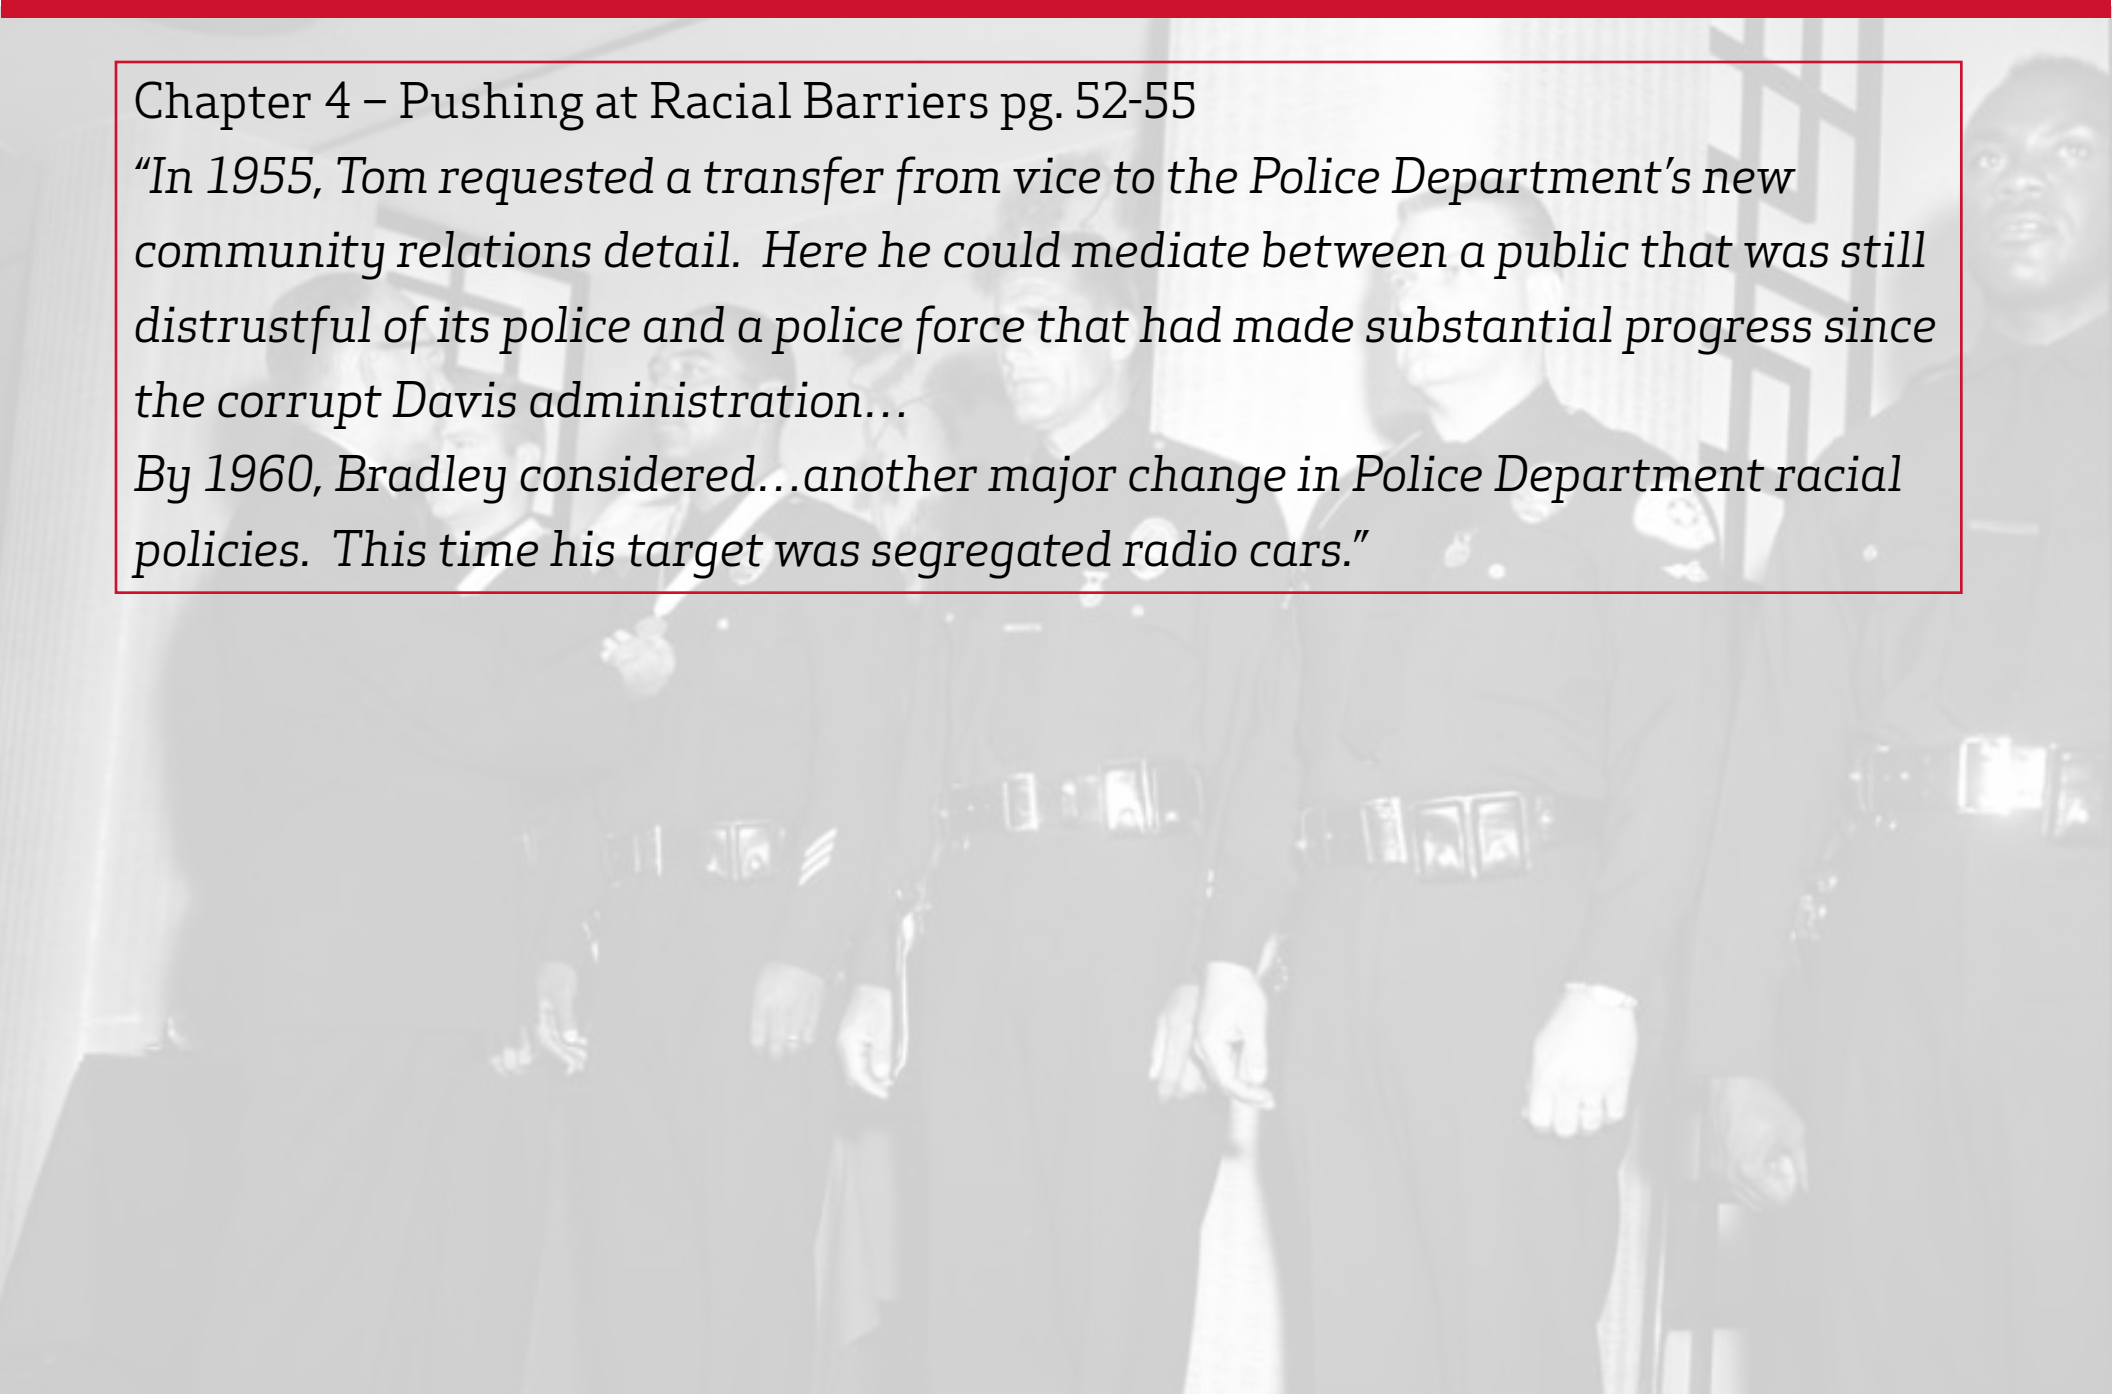 Chapter 4 – Pushing at Racial Barriers pg. 52-55
“In 1955, Tom requested a transfer from vice to the Police Department’s new
community relations detail.  Here he could mediate between a public that was still
distrustful of its police and a police force that had made substantial progress since
the corrupt Davis administration…
By 1960, Bradley considered…another major change in Police Department racial
policies.  This time his target was segregated radio cars.”